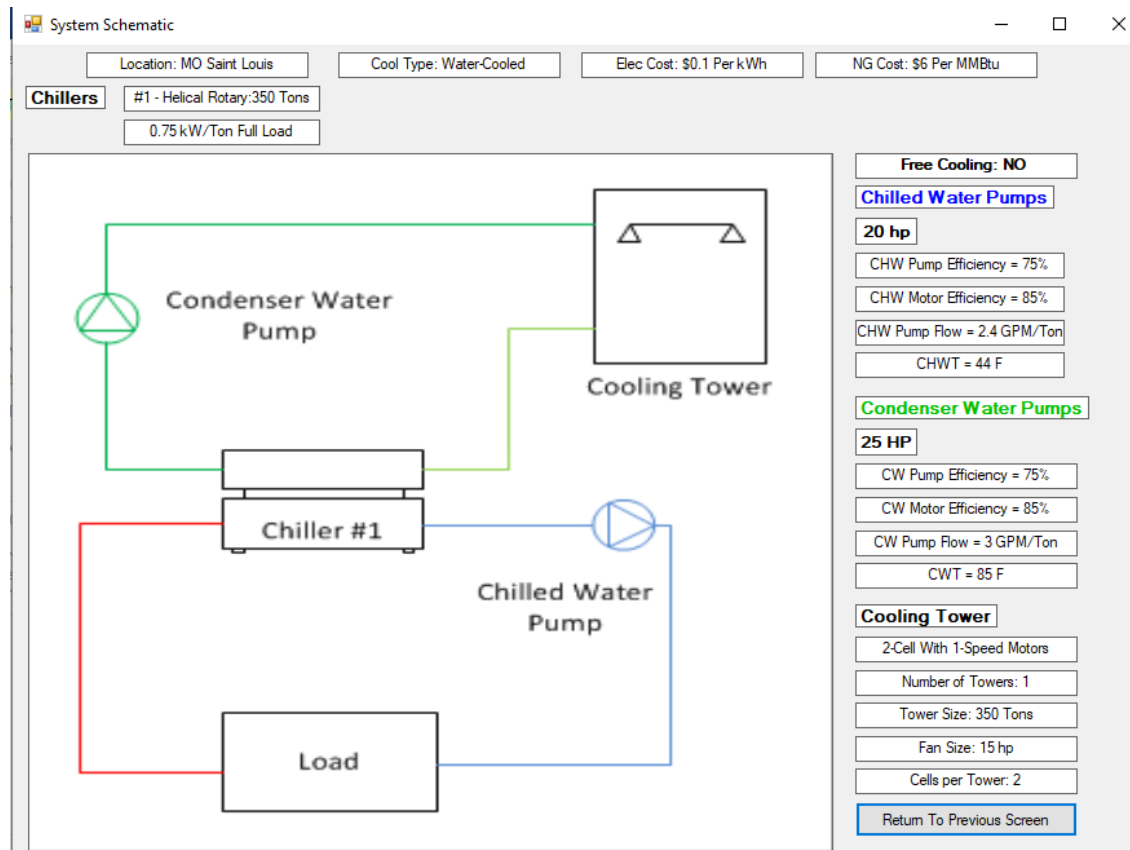 System Schematic
Location: MO Saint Louis
Cool Type: Water-Cooled
Elec Cost: $0.1 Per kWh
NG Cost: $6 Per MMBtu
Chillers
#1 - Helical Rotary:350 Tons
0.75 kW/Ton Full Load
Condenser Water
Pump
Cooling Tower
Chiller #1
Chilled Water
Pump
Load
Free Cooling: NO
Chilled Water Pumps
20 hp
CHW Pump Efficiency = 75%
CHW Motor Efficiency = 85%
CHW Pump Flow = 2.4 GPM/Ton
CHWT = 44 F
Condenser Water Pumps
25 HP
CW Pump Efficiency = 75%
CW Motor Efficiency = 85%
CW Pump Flow = 3 GPM/Ton
CWT = 85 F
Cooling Tower
2-Cell With 1-Speed Motors
Number of Towers: 1
Tower Size: 350 Tons
Fan Size: 15 hp
Cells per Tower: 2
Return To Previous Screen